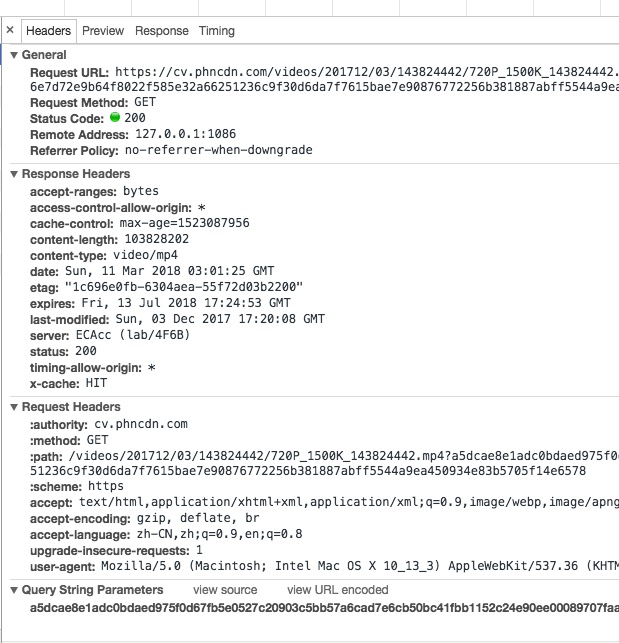 × Headers Preview Response Timing
▼ General
Request URL: https://cv.phncdn.com/videos/201712/03/143824442/720P_1500K_143824442.
6e7d72e9b64f8022f585e32a66251236c9f30d6da7f7615bae7e90876772256b381887abff5544a9ea
Request Method: GET
Status Code: 200
Remote Address: 127.0.0.1:1086
Referrer Policy: no-referrer-when-downgrade
▼ Response Headers
accept-ranges: bytes
access-control-allow-origin: *
cache-control: max-age=1523087956
content-length: 103828202
content-type: video/mp4
date: Sun, 11 Mar 2018 03:01:25 GMT
etag: "1c696e0fb-6304aea-55f72d03b2200"
expires: Fri, 13 Jul 2018 17:24:53 GMT
last-modified: Sun, 03 Dec 2017 17:20:08 GMT
server: ECAcc (lab/4F6B)
status: 200
timing-allow-origin: *
x-cache: HIT
▼ Request Headers
:authority: cv.phncdn.com
:method: GET
:path: /videos/201712/03/143824442/720P_1500K_143824442.mp4?a5dcae8e1adc0bdaed975f0
51236c9f30d6da7f7615bae7e90876772256b381887abff5544a9ea450934e83b5705f14e6578
:scheme: https
accept: text/html,application/xhtml+xml,application/xml;q=0.9,image/webp,image/apng
accept-encoding: gzip, deflate, br
accept-language: zh-CN,zh;q=0.9,en;q=0.8
upgrade-insecure-requests: 1
user-agent: Mozilla/5.0 (Macintosh; Intel Mac OS X 10_13_3) AppleWebKit/537.36 (KHTM
▼ Query String Parameters view source view URL encoded
a5dcae8e1adc0bdaed975f0d67fb5e0527c20903c5bb57a6cad7e6cb50bc41fbb1152c24e90ee00089707faa